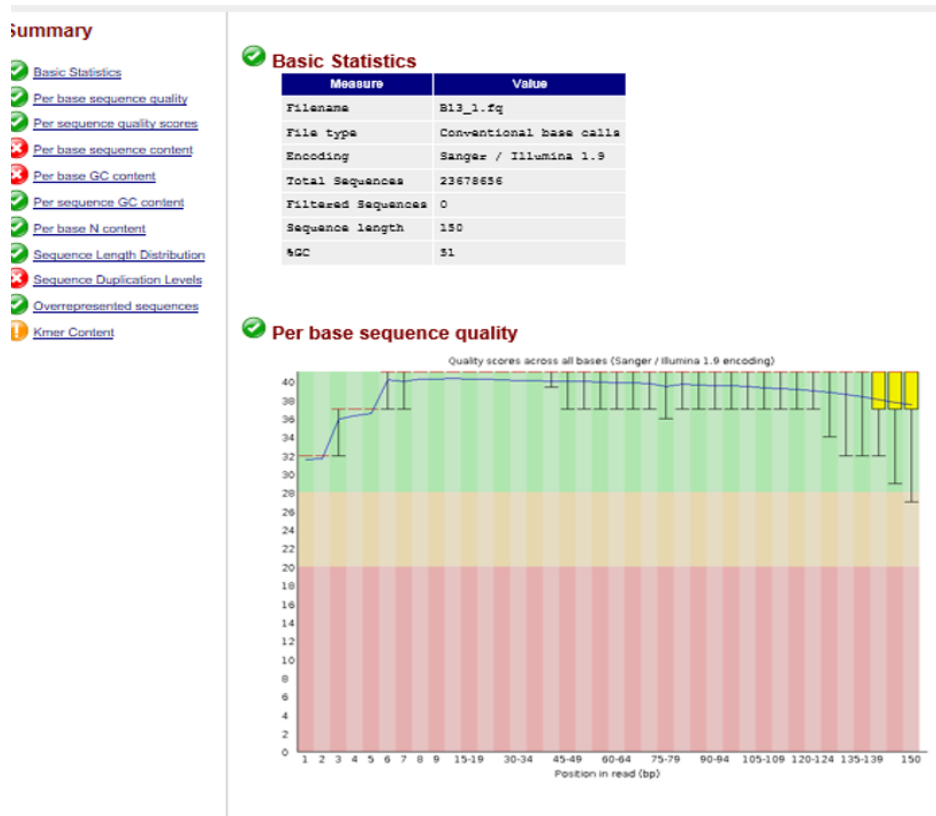 Summary
Basic Statistics
Per base sequence quality
Per sequence quality scores
Per base sequence content
Per base GC content
Per sequence GC content
Per base N content
Sequence Length Distribution
Sequence Duplication Levels
Overrepresented sequences
Kmer Content
Basic Statistics
Measure Value
Filename B13_1.fq
File type Conventional base calls
Encoding Sanger / Illumina 1.9
Total Sequences 23678656
Filtered Sequences 0
Sequence length 150
%GC 51
Per base sequence quality
Quality scores across all bases (Sanger / Illumina 1.9 encoding)
40
38
36
34
32
30
28
26
24
22
20
18
16
14
12
10
8
6
4
2
0
1 2 3 4 5 6 7 8 9 15-19 30-34 45-49 60-64 75-79 90-94 105-109 120-124 135-139 150
Position in read (bp)